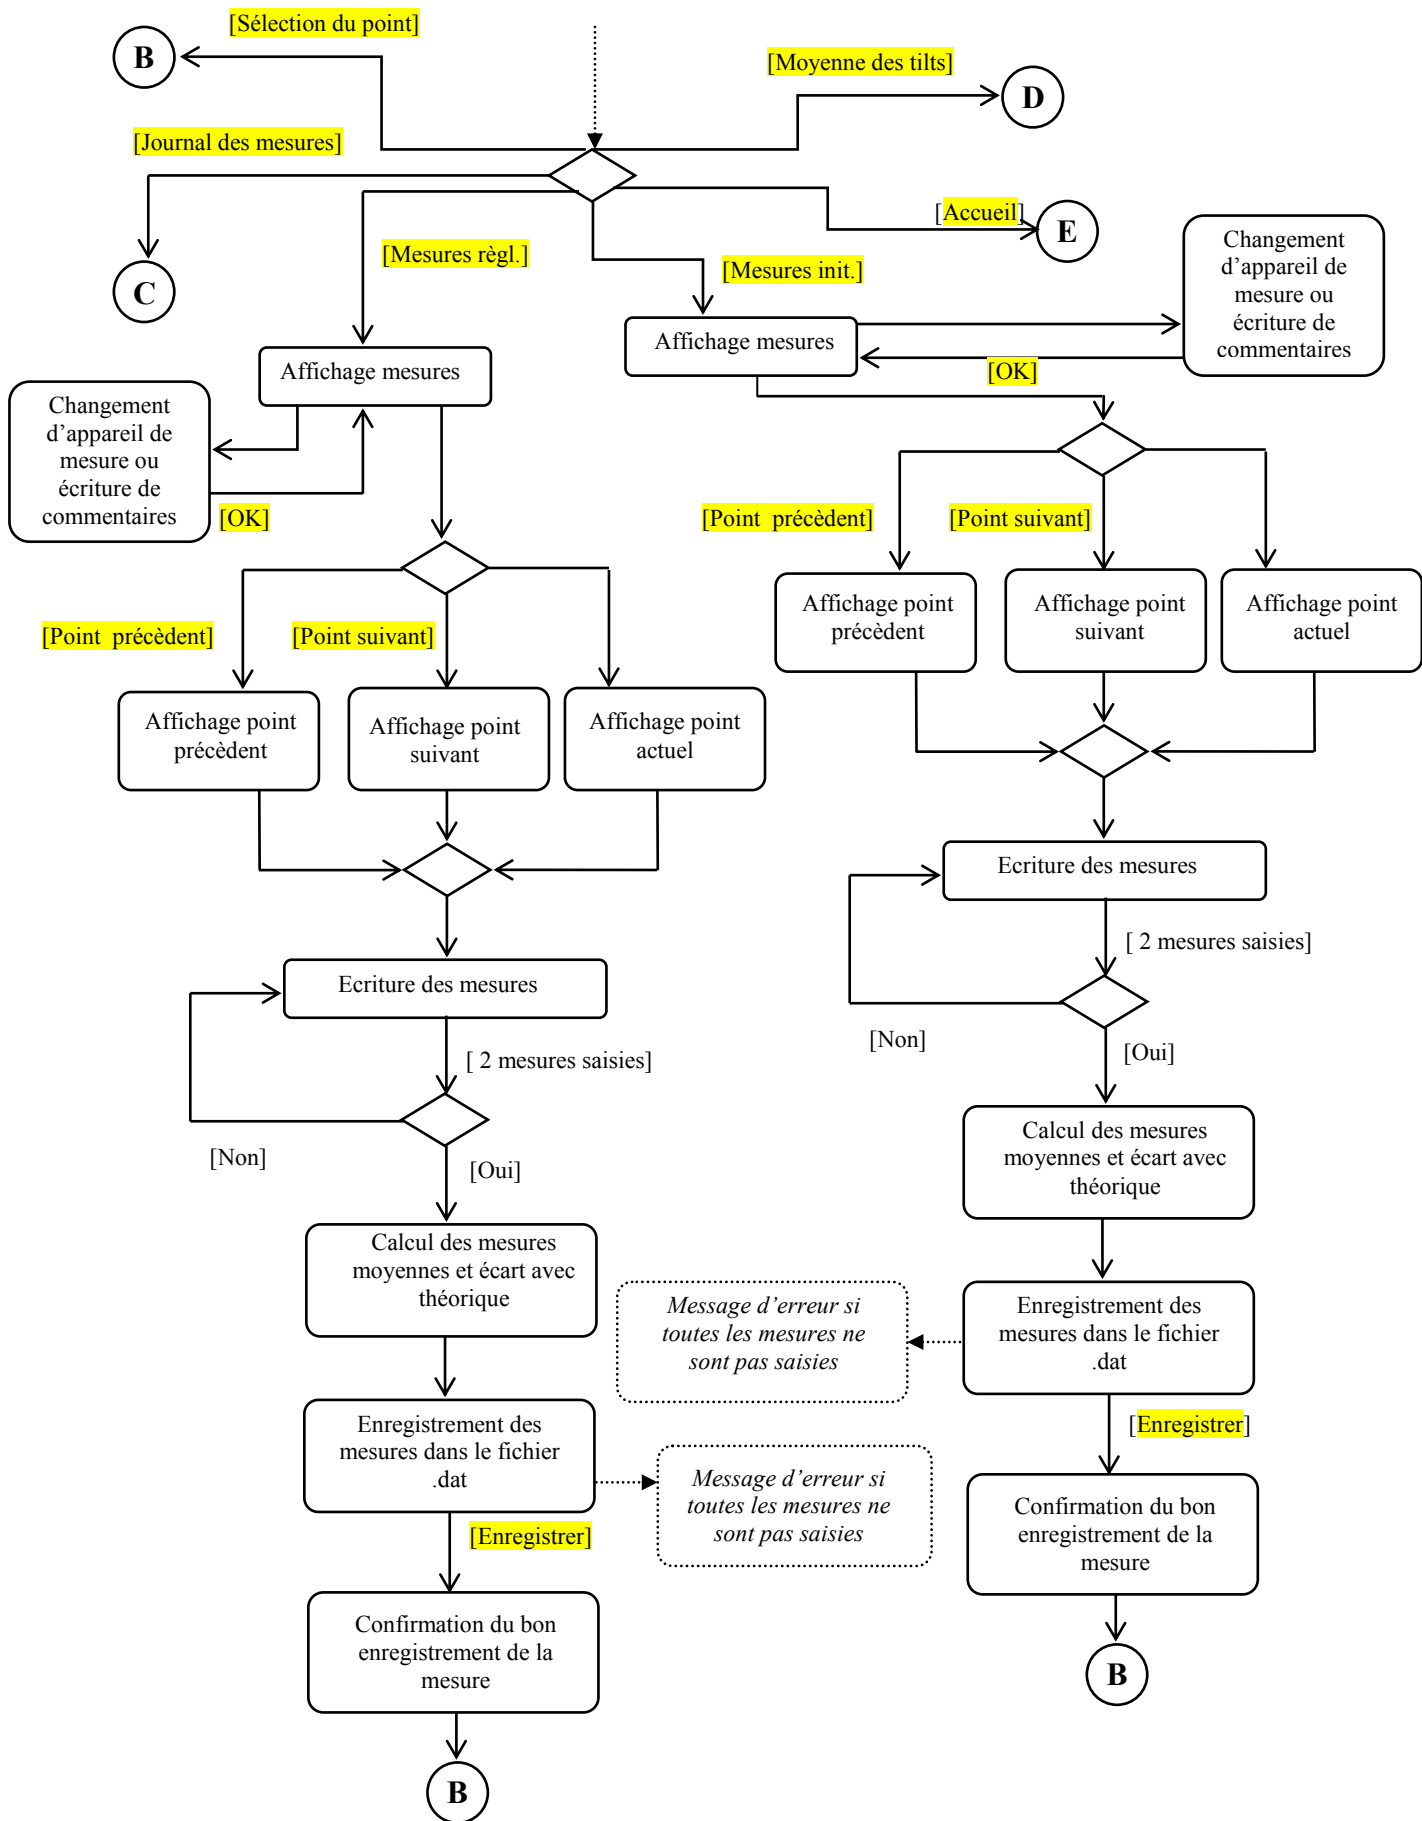 [Sélection du point]
B
[Moyenne des tilts]
D
[Journal des mesures]
[Accueil]
E
C
[Mesures règl.]
[Mesures init.]
Changement
d'appareil de
mesure ou
écriture de
commentaires
Affichage mesures
[OK]
Affichage mesures
Changement
d'appareil de
mesure ou
écriture de
commentaires
[OK]
[Point  précèdent]
[Point suivant]
Affichage point
précèdent
Affichage point
suivant
Affichage point
actuel
[Point  précèdent]
[Point suivant]
Affichage point
précèdent
Affichage point
suivant
Affichage point
actuel
Ecriture des mesures
[ 2 mesures saisies]
[Non]
[Oui]
Ecriture des mesures
[ 2 mesures saisies]
[Non]
[Oui]
Calcul des mesures
moyennes et écart avec
théorique
Calcul des mesures
moyennes et écart avec
théorique
Message d'erreur si
toutes les mesures ne
sont pas saisies
Enregistrement des
mesures dans le fichier
.dat
[Enregistrer]
Enregistrement des
mesures dans le fichier
.dat
Message d'erreur si
toutes les mesures ne
sont pas saisies
[Enregistrer]
Confirmation du bon
enregistrement de la
mesure
B
Confirmation du bon
enregistrement de la
mesure
B